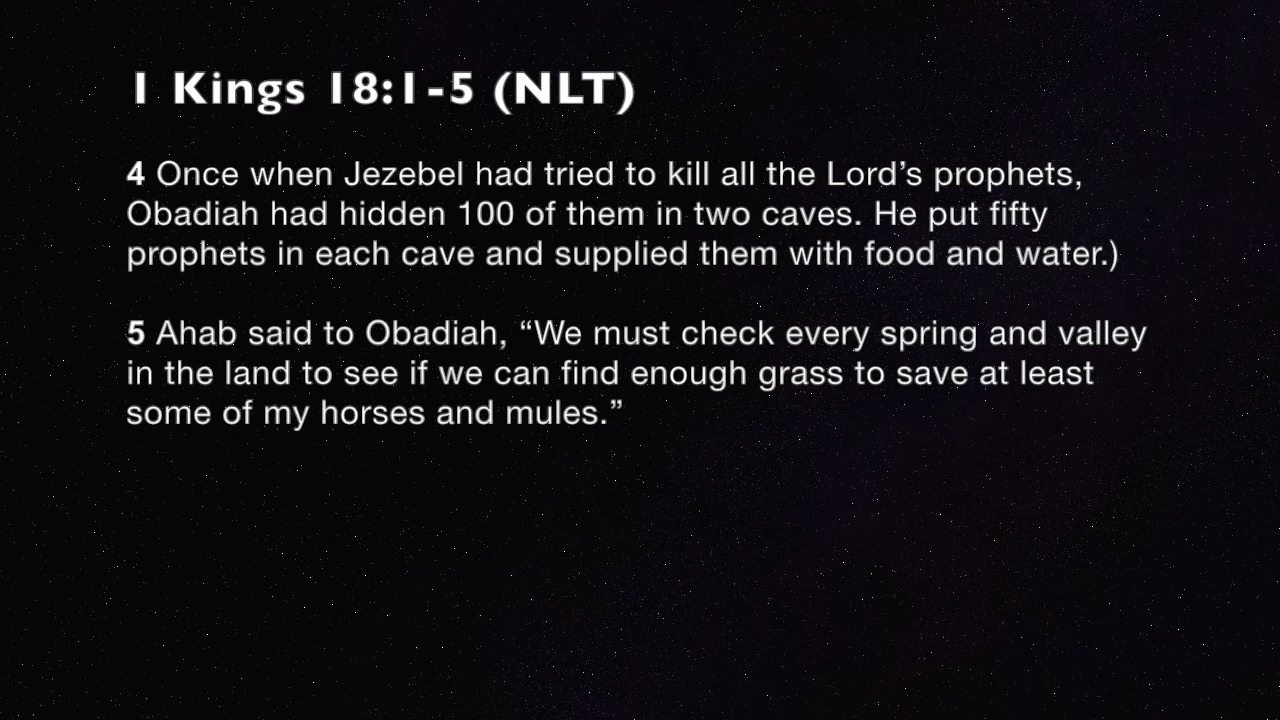 1 Kings 18:1-5 (NLT)
4 Once when Jezebel had tried to kill all the Lord’s prophets,
Obadiah had hidden 100 of them in two caves. He put fifty
prophets in each cave and supplied them with food and water.)
5 Ahab said to Obadiah, “We must check every spring and valley
in the land to see if we can find enough grass to save at least
some of my horses and mules.”